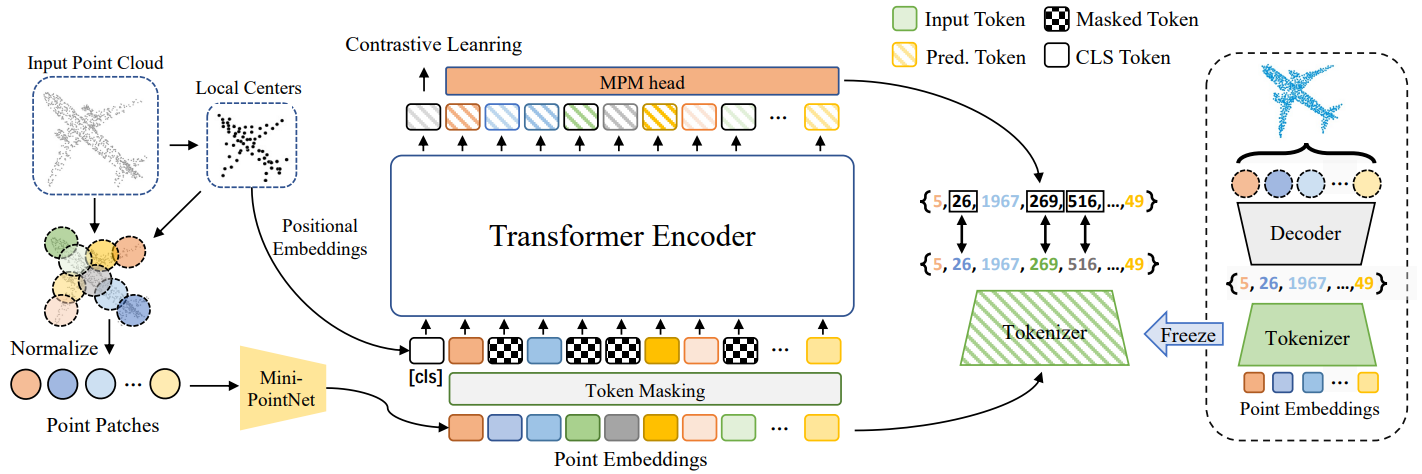 Input Point Cloud
Local Centers
Normalize
Point Patches
Mini-
PointNet
Positional
Embeddings
Contrastive Leanring
MPM head
...
Transformer Encoder
[cls]
...
Token Masking
...
Point Embeddings
Input Token
Masked Token
Pred. Token
CLS Token
{5, 26, 1967, 269, 516, ...,49}
{5, 26, 1967, 269, 516, ...,49}
Tokenizer
Freeze
...
Decoder
{5, 26, 1967, ...,49}
Tokenizer
...
Point Embeddings